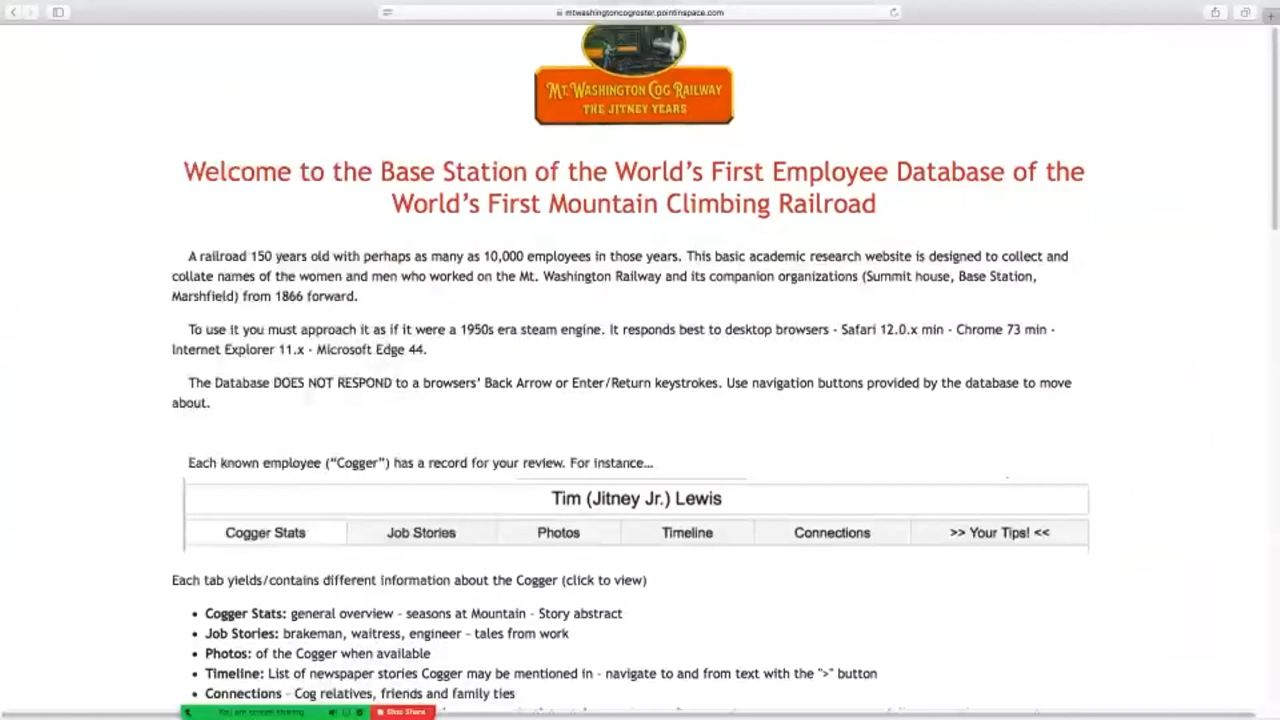 mtwashingtoncogroster.pointinspace.com
MT. WASHINGTON COG RAILWAY
THE JITNEY YEARS
Welcome to the Base Station of the World's First Employee Database of the
World's First Mountain Climbing Railroad
A railroad 150 years old with perhaps as many as 10,000 employees in those years. This basic academic research website is designed to collect and
collate names of the women and men who worked on the Mt. Washington Railway and its companion organizations (Summit house, Base Station,
Marshfield) from 1866 forward.
To use it you must approach it as if it were a 1950s era steam engine. It responds best to desktop browsers - Safari 12.0.x min - Chrome 73 min -
Internet Explorer 11.x - Microsoft Edge 44.
The Database DOES NOT RESPOND to a browsers' Back Arrow or Enter/Return keystrokes. Use navigation buttons provided by the database to move
about.
Each known employee ("Cogger") has a record for your review. For instance...
Tim (Jitney Jr.) Lewis
Cogger Stats Job Stories Photos Timeline Connections >> Your Tips! <<
Each tab yields/contains different information about the Cogger (click to view)
• Cogger Stats: general overview - seasons at Mountain - Story abstract
• Job Stories: brakeman, waitress, engineer - tales from work
• Photos: of the Cogger when available
• Timeline: List of newspaper stories Cogger may be mentioned in - navigate to and from text with the ">" button
• Connections - Cog relatives, friends and family ties
You are screen sharing Stop Share